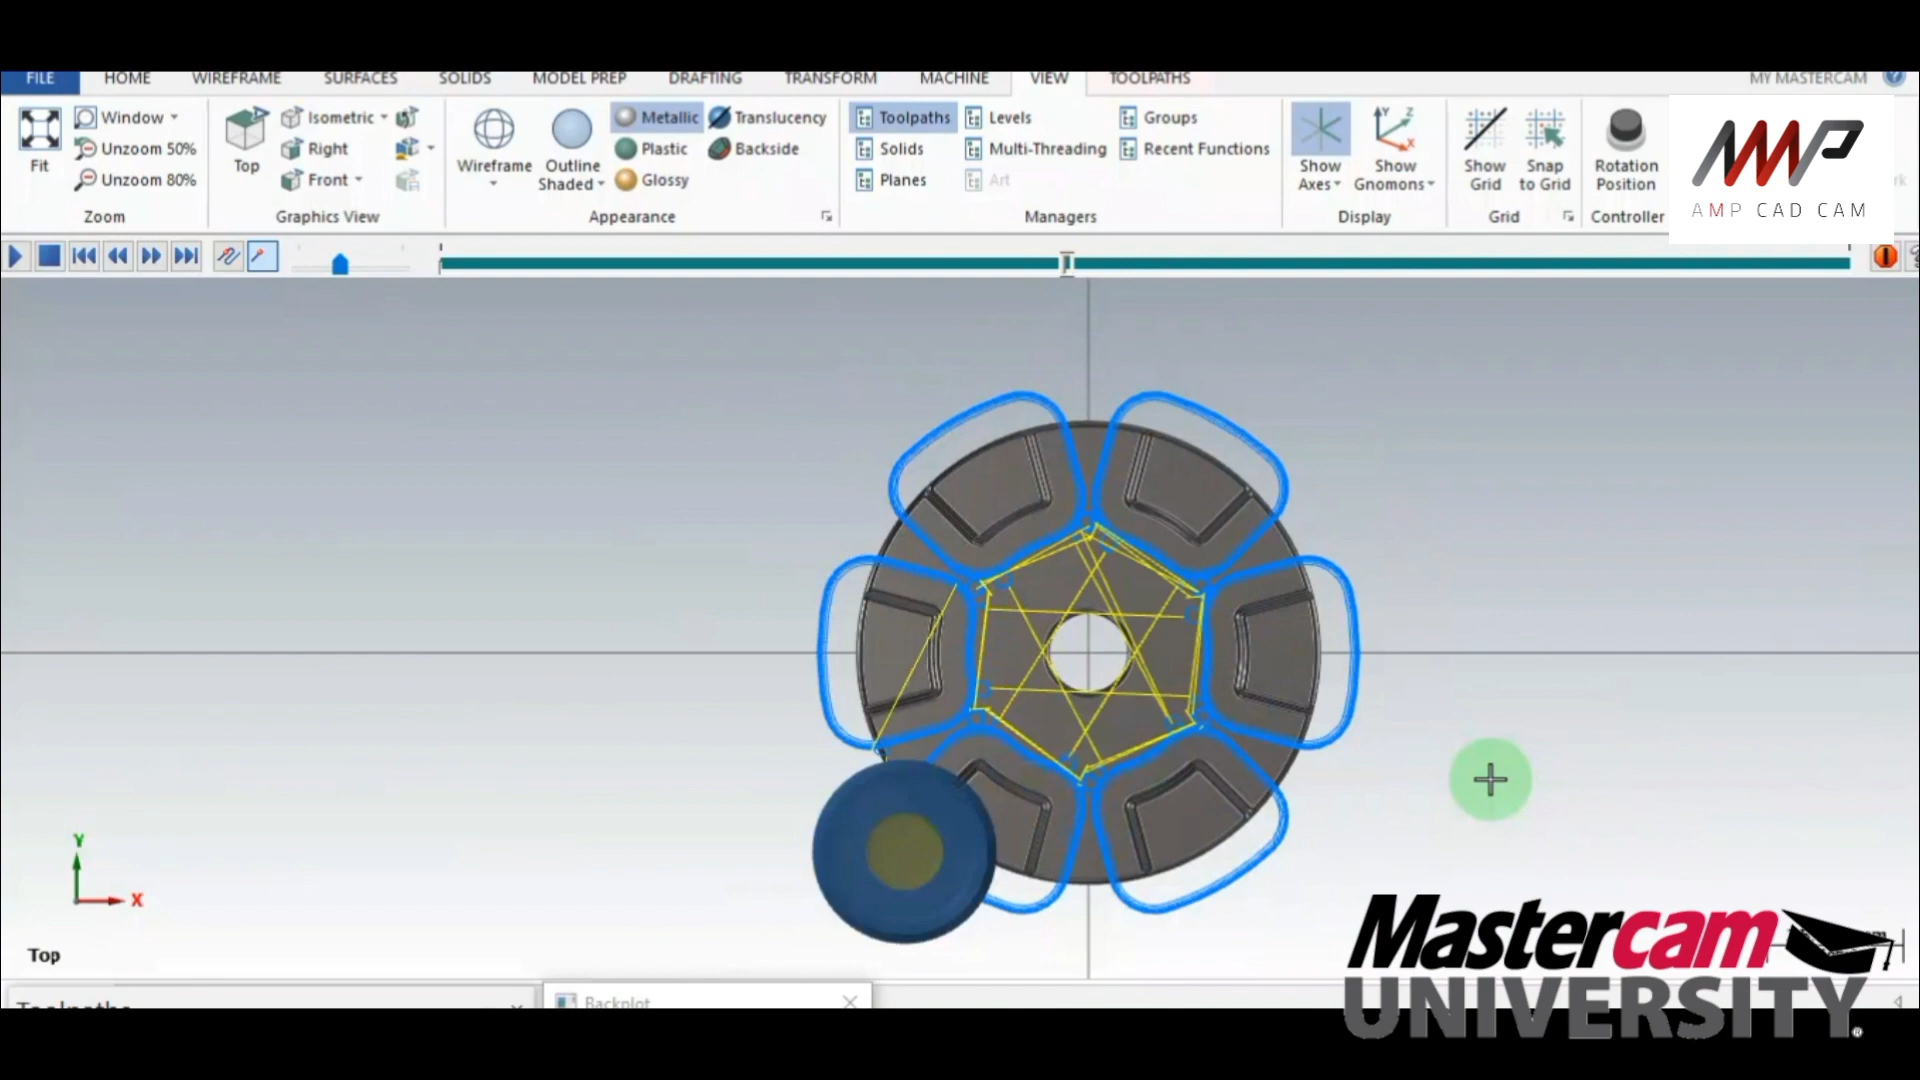 FILE HOME WIREFRAME SURFACES SOLIDS MODEL PREP DRAFTING TRANSFORM MACHINE VIEW TOOLPATHS MY MASTERCAM
Fit
Window
Unzoom 50%
Unzoom 80%
Zoom
Top
Isometric
Right
Front
Graphics View
Wireframe
Outline
Shaded
Metallic
Plastic
Glossy
Translucency
Backside
Appearance
Toolpaths
Solids
Planes
Levels
Multi-Threading
Art
Groups
Recent Functions
Managers
Show
Axes
Show
Gnomons
Display
Show
Grid
Snap
to Grid
Grid
Rotation
Position
Controller
AMP
AMP CAD CAM
Y
X
Top
Toolpaths
Backplot
Mastercam
UNIVERSITY®